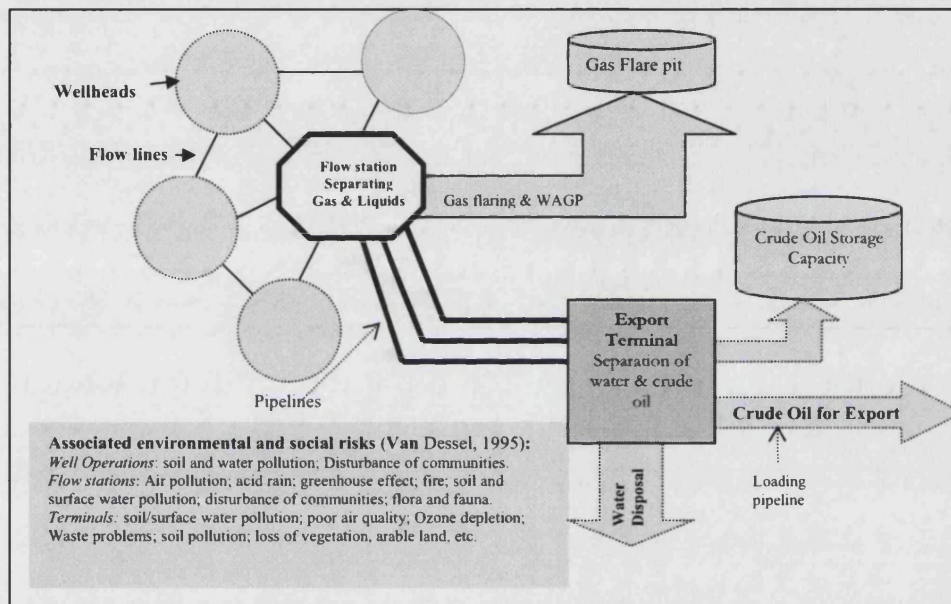 Gas Flare pit
Wellheads
Flow lines
Flow station
Separating
Gas & Liquids
Gas flaring & WAGP
Crude Oil Storage
Capacity
Export
Terminal
Separation of
water & crude
oil
Pipelines
Crude Oil for Export
Loading
pipeline
Water
Disposal
Associated environmental and social risks (Van Dessel, 1995):
Well Operations: soil and water pollution; Disturbance of communities.
Flow stations: Air pollution; acid rain; greenhouse effect; fire; soil and
surface water pollution; disturbance of communities; flora and fauna.
Terminals: soil/surface water pollution; poor air quality; Ozone depletion;
Waste problems; soil pollution; loss of vegetation, arable land, etc.